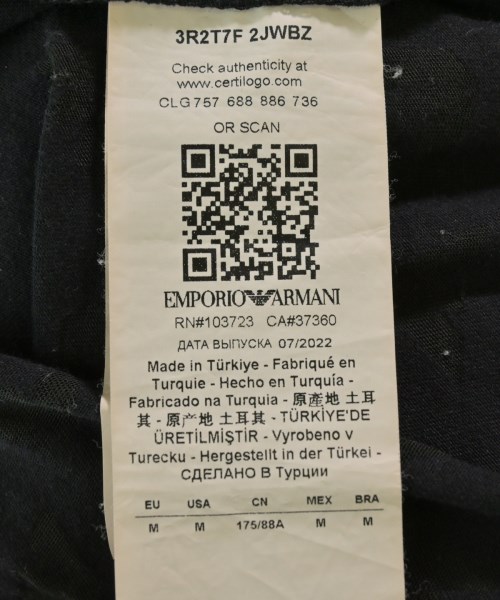 3R2T7F 2JWBZ
Check authenticity at
www.certilogo.com
CLG 757 688 886 736
OR SCAN
EMPORIO ARMANI
RN#103723 CA#37360
ДАТА ВЫПУСКА 07/2022
Made in Türkiye - Fabriqué en
Turquie - Hecho en Turquía -
Fabricado na Turquia - 原產地 土耳
其 - 原产地 土耳其 - TÜRKİYE'DE
ÜRETİLMİŞTİR - Vyrobeno v
Turecku - Hergestellt in der Türkei -
СДЕЛАНО В Турции
EU USA CN MEX BRA
M M 175/88A M M